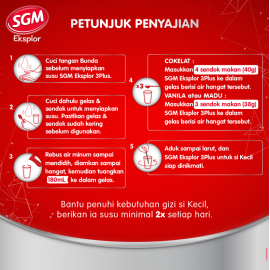 SGM
Eksplor
PETUNJUK PENYAJIAN
1
Cuci tangan Bunda
sebelum menyiapkan
susu SGM Eksplor 3Plus.
2
Cuci dahulu gelas &
sendok untuk menyiapkan
susu. Pastikan gelas &
sendok sudah kering
sebelum digunakan.
3
Rebus air minum sampai
mendidih, diamkan sampai
hangat, kemudian tuangkan
180mL ke dalam gelas.
4
×3
COKELAT :
Masukkan 4 sendok makan (40g)
SGM Eksplor 3Plus ke dalam
gelas berisi air hangat tersebut.
VANILA atau MADU :
Masukkan 3 sendok makan (38g)
SGM Eksplor 3Plus ke dalam
gelas berisi air hangat tersebut.
5
Aduk sampai larut, dan
SGM Eksplor 3Plus untuk si Kecil
siap dinikmati.
Bantu penuhi kebutuhan gizi si Kecil,
berikan ia susu minimal 2x setiap hari.